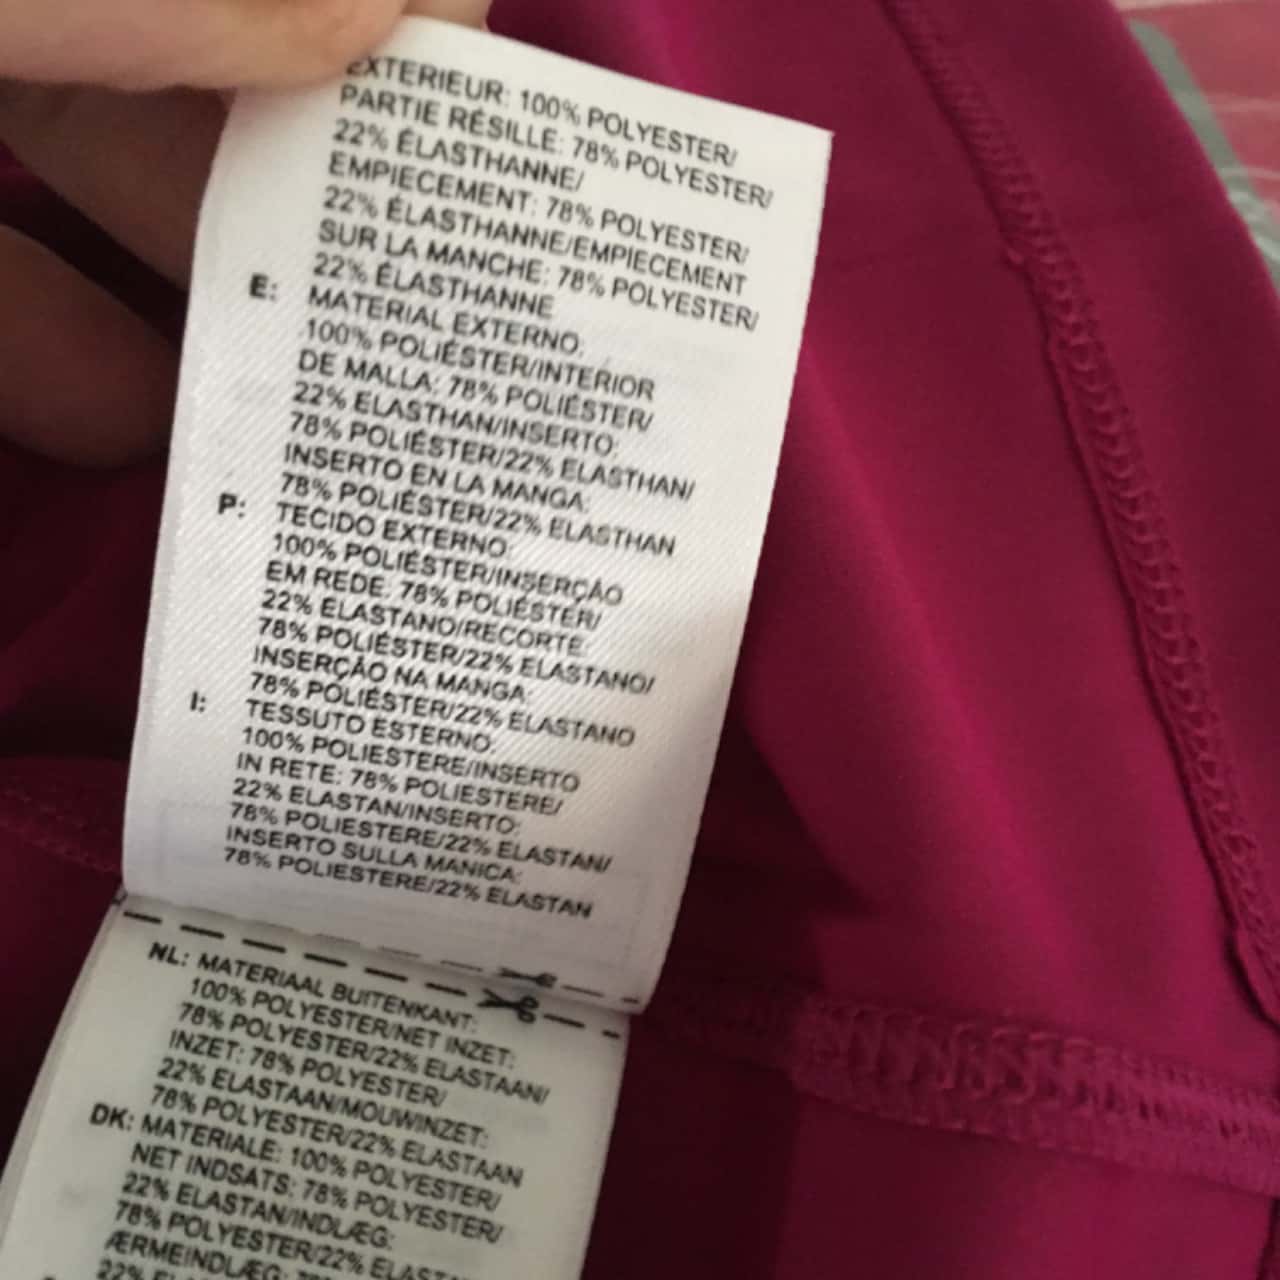 EXTERIEUR: 100% POLYESTER/
PARTIE RÉSILLE: 78% POLYESTER/
22% ÉLASTHANNE/
EMPIECEMENT: 78% POLYESTER/
22% ÉLASTHANNE/EMPIECEMENT
SUR LA MANCHE: 78% POLYESTER/
22% ÉLASTHANNE
E: MATERIAL EXTERNO:
100% POLIÉSTER/INTERIOR
DE MALLA: 78% POLIÉSTER/
22% ELASTHAN/INSERTO:
78% POLIÉSTER/22% ELASTHAN/
INSERTO EN LA MANGA:
78% POLIÉSTER/22% ELASTHAN
P: TECIDO EXTERNO:
100% POLIÉSTER/INSERÇÃO
EM REDE: 78% POLIÉSTER/
22% ELASTANO/RECORTE:
78% POLIÉSTER/22% ELASTANO/
INSERÇÃO NA MANGA:
78% POLIÉSTER/22% ELASTANO
I: TESSUTO ESTERNO:
100% POLIESTERE/INSERTO
IN RETE: 78% POLIESTERE/
22% ELASTAN/INSERTO:
78% POLIESTERE/22% ELASTAN/
INSERTO SULLA MANICA:
78% POLIESTERE/22% ELASTAN
NL: MATERIAAL BUITENKANT:
100% POLYESTER/NET INZET:
78% POLYESTER/22% ELASTAAN/
INZET: 78% POLYESTER/
22% ELASTAAN/MOUWINZET:
78% POLYESTER/22% ELASTAAN
DK: MATERIALE: 100% POLYESTER/
NET INDSATS: 78% POLYESTER/
22% ELASTAN/INDLÆG:
78% POLYESTER/22% ELAST
ÆRMEINDLÆG: 78%
22%